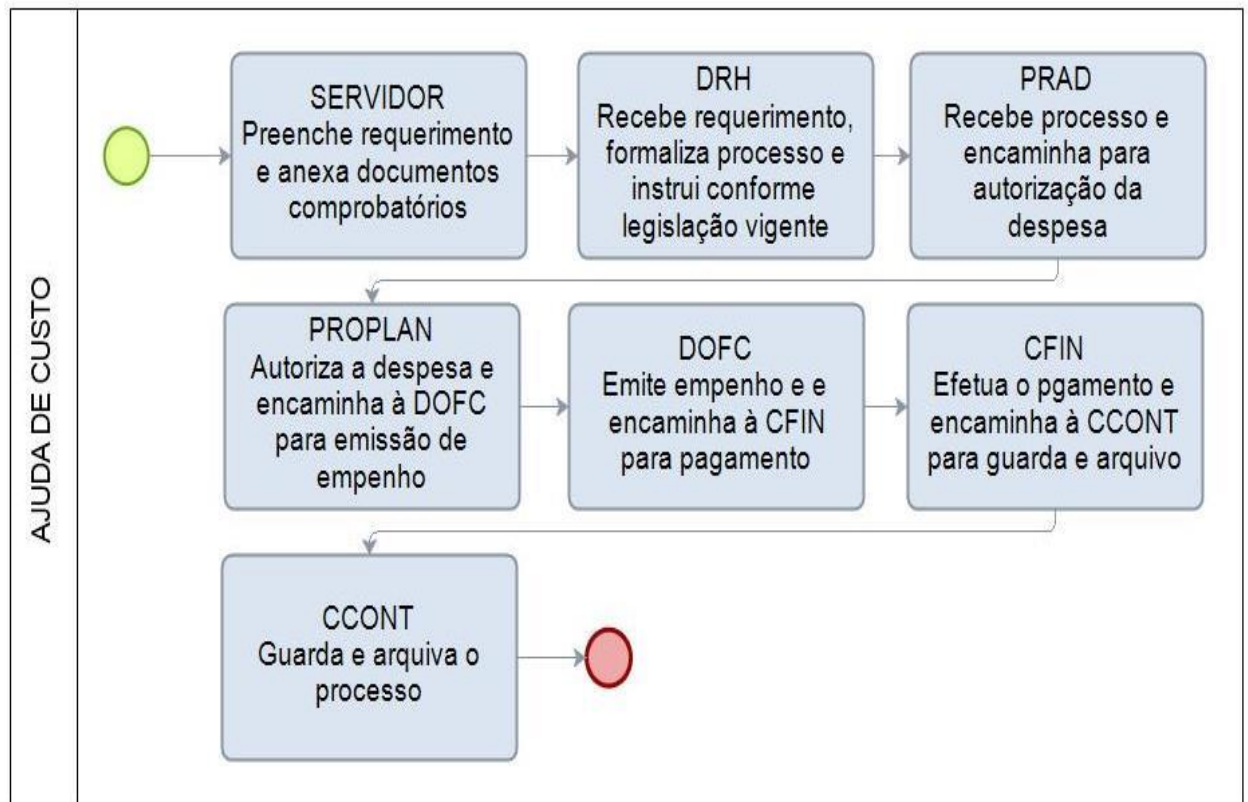 AJUDA DE CUSTO
SERVIDOR
Preenche requerimento
e anexa documentos
comprobatórios
DRH
Recebe requerimento,
formaliza processo e
instrui conforme
legislação vigente
PRAD
Recebe processo e
encaminha para
autorização da
despesa
PROPLAN
Autoriza a despesa e
encaminha à DOFC
para emissão de
empenho
DOFC
Emite empenho e e
encaminha à CFIN
para pagamento
CFIN
Efetua o pgamento e
encaminha à CCONT
para guarda e arquivo
CCONT
Guarda e arquiva o
processo